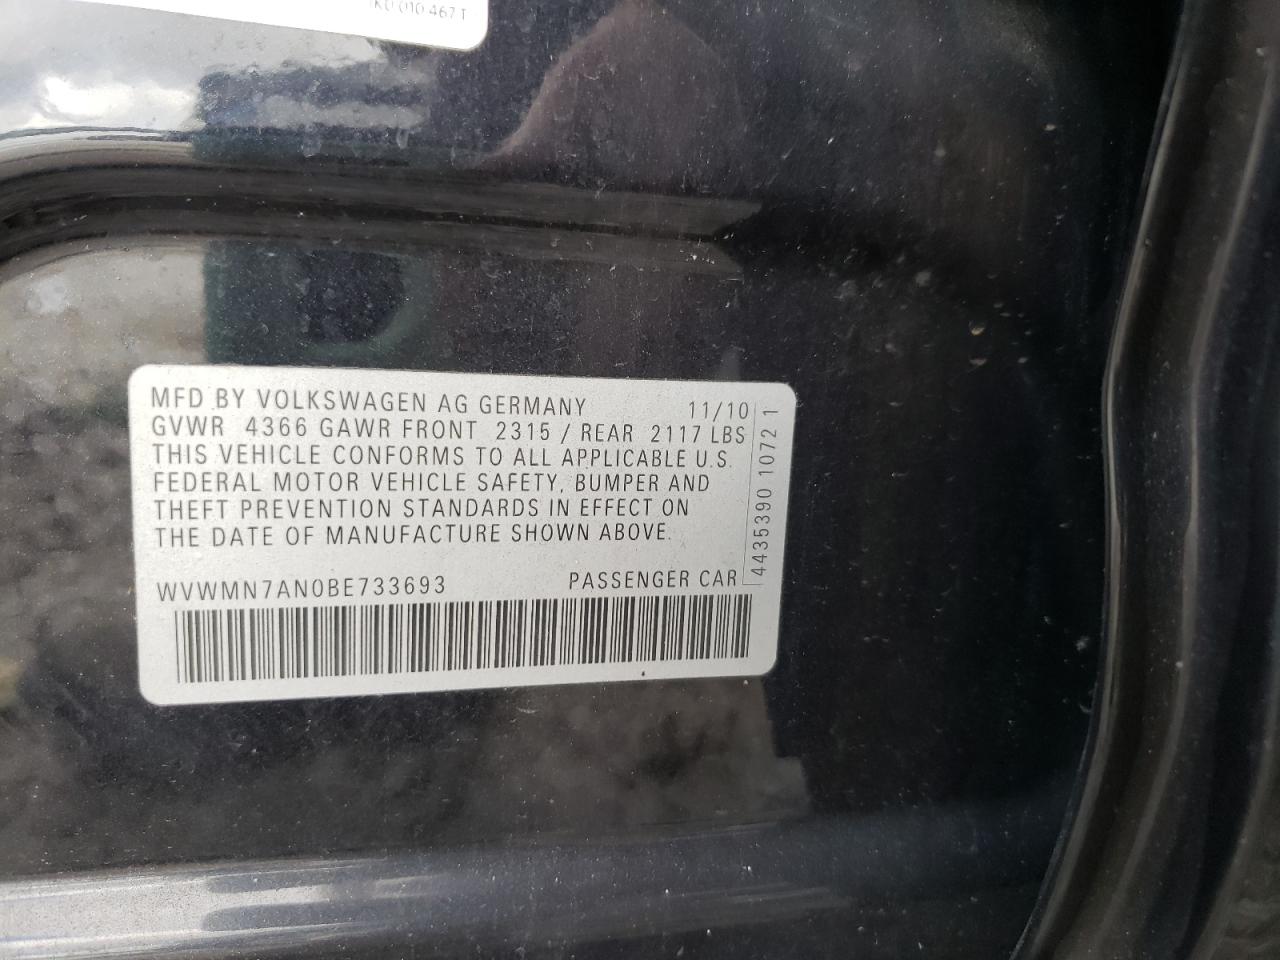 010 467 T
MFD BY VOLKSWAGEN AG GERMANY 11/10
GVWR 4366 GAWR FRONT 2315 / REAR 2117 LBS
THIS VEHICLE CONFORMS TO ALL APPLICABLE U.S.
FEDERAL MOTOR VEHICLE SAFETY, BUMPER AND
THEFT PREVENTION STANDARDS IN EFFECT ON
THE DATE OF MANUFACTURE SHOWN ABOVE.
WVWMN7AN0BE733693 PASSENGER CAR
4435390 1072 1